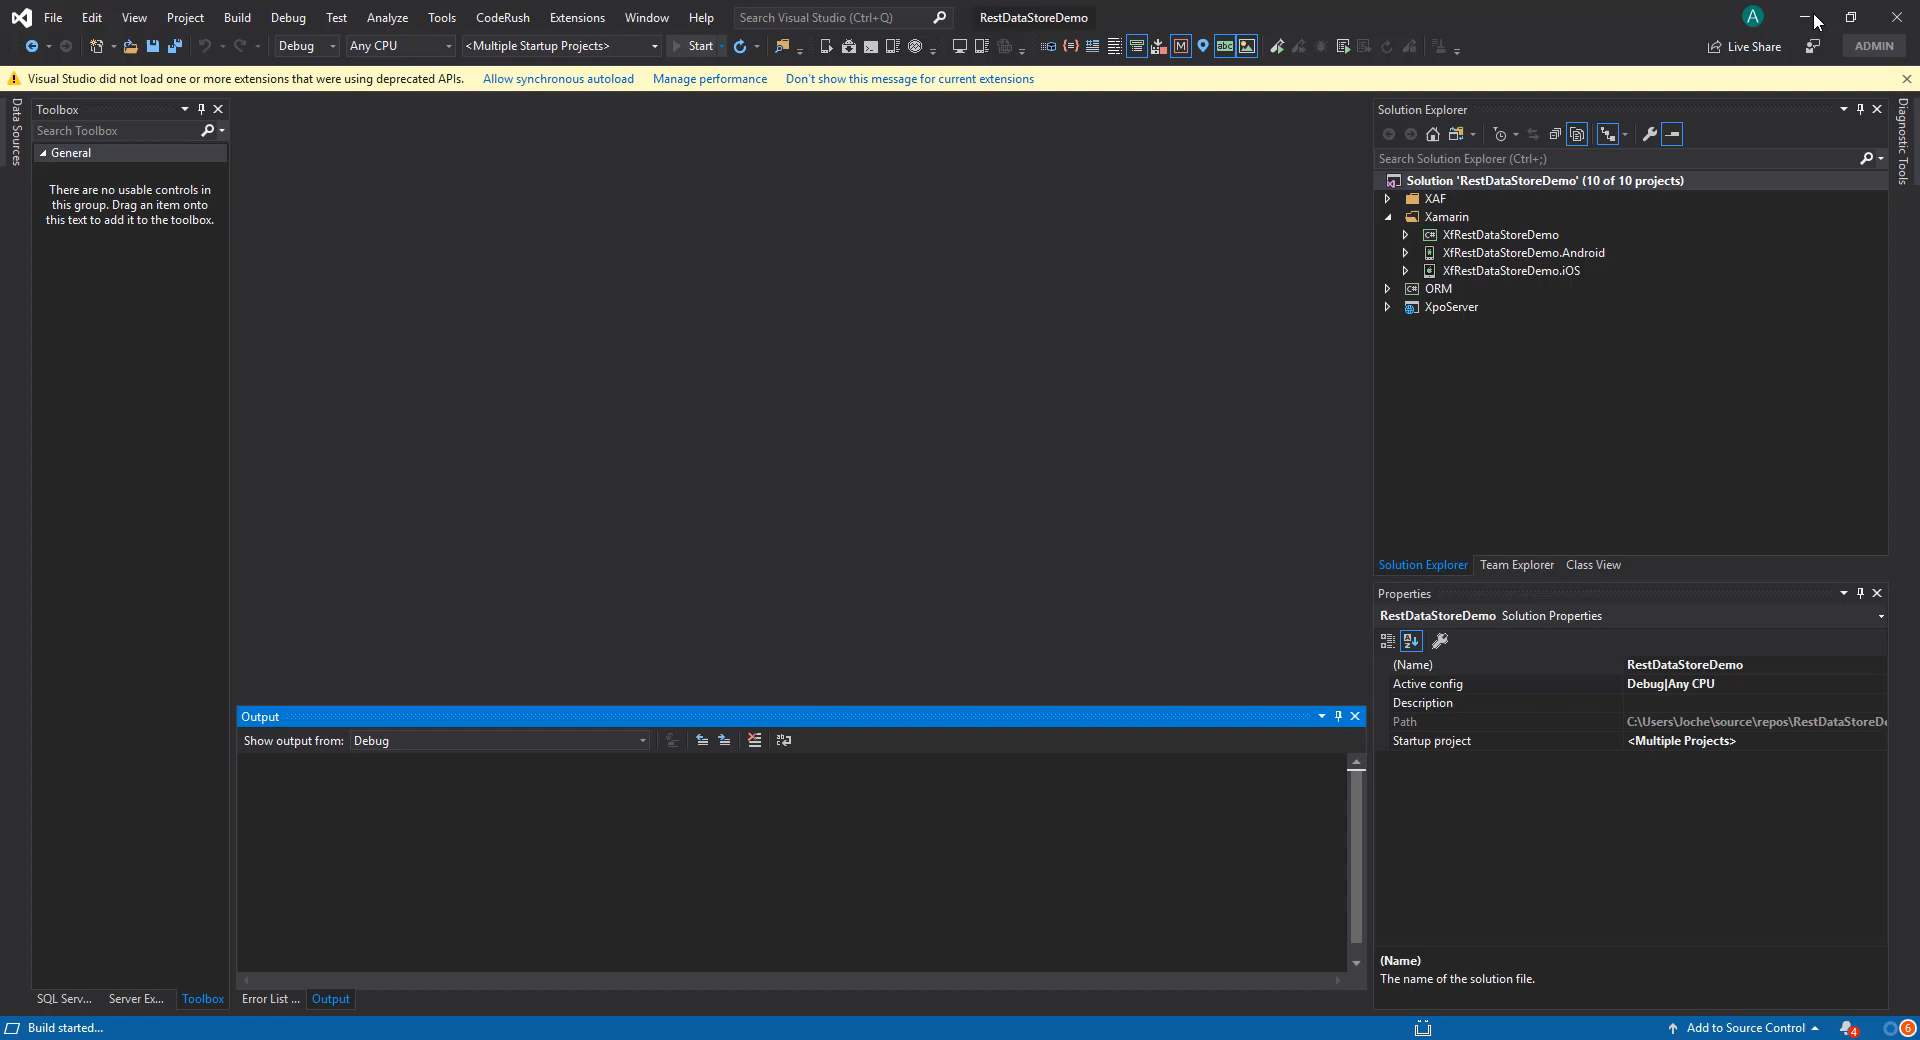 File Edit View Project Build Debug Test Analyze Tools CodeRush Extensions Window Help Search Visual Studio (Ctrl+Q) RestDataStoreDemo A
Debug Any CPU <Multiple Startup Projects> Start Live Share ADMIN
Visual Studio did not load one or more extensions that were using deprecated APIs. Allow synchronous autoload Manage performance Don't show this message for current extensions
Data Sources
Toolbox
Search Toolbox
General
There are no usable controls in
this group. Drag an item onto
this text to add it to the toolbox.
SQL Serv... Server Ex... Toolbox
Output
Show output from: Debug
Error List ... Output
Solution Explorer
Search Solution Explorer (Ctrl+;)
Solution 'RestDataStoreDemo' (10 of 10 projects)
XAF
Xamarin
C# XfRestDataStoreDemo
XfRestDataStoreDemo.Android
XfRestDataStoreDemo.iOS
C# ORM
XpoServer
Solution Explorer Team Explorer Class View
Properties
RestDataStoreDemo Solution Properties
(Name) RestDataStoreDemo
Active config Debug|Any CPU
Description
Path C:\Users\Joche\source\repos\RestDataStoreDe
Startup project <Multiple Projects>
(Name)
The name of the solution file.
Diagnostic Tools
Build started... Add to Source Control 4 6